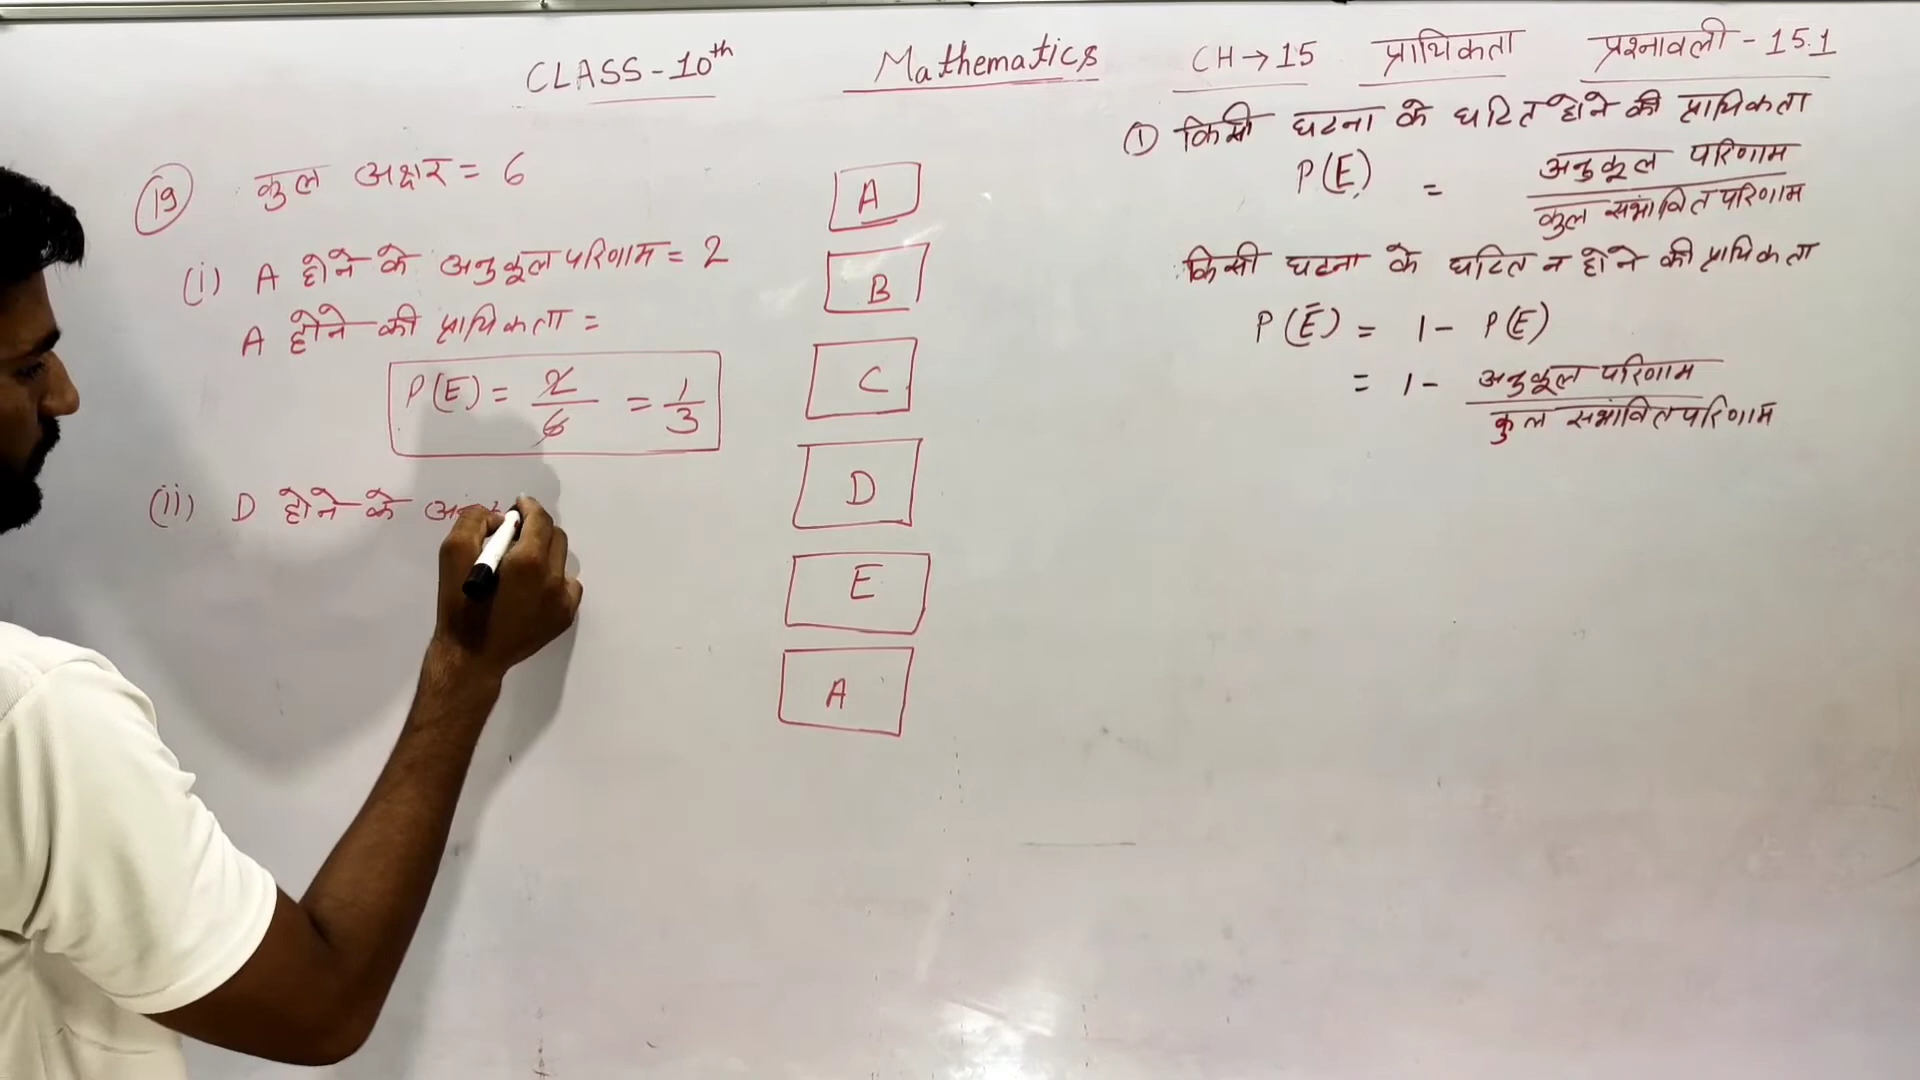 CLASS-10th Mathematics CH→15 प्रायिकता प्रश्नावली-15.1
(19) कुल अक्षर = 6
(i) A होने के अनुकूल परिणाम = 2
A होने की प्रायिकता =
P(E) = 2/6 = 1/3
(ii) D होने के
A
B
C
D
E
A
① किसी घटना के घटित होने की प्रायिकता
P(E) = अनुकूल परिणाम / कुल सभांवित परिणाम
किसी घटना के घटित न होने की प्रायिकता
P(Ē) = 1 - P(E)
= 1 - अनुकूल परिणाम / कुल सभांवित परिणाम